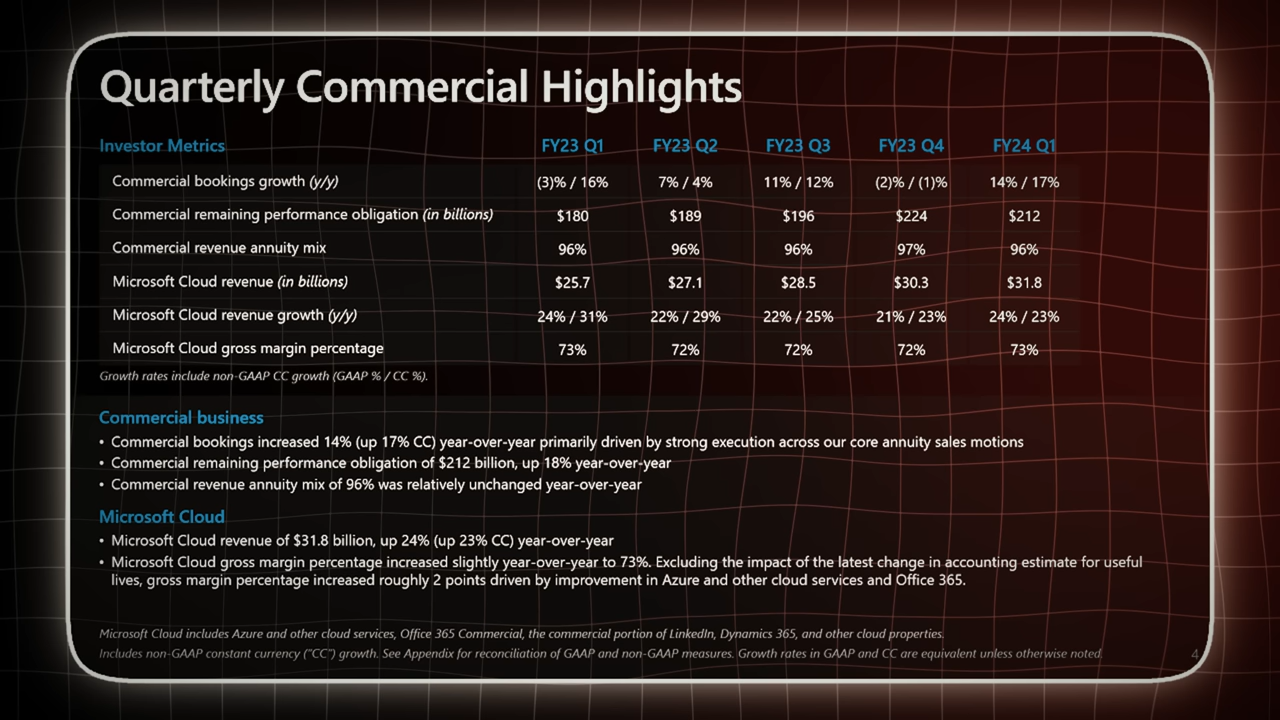 Quarterly Commercial Highlights
Investor Metrics FY23 Q1 FY23 Q2 FY23 Q3 FY23 Q4 FY24 Q1
Commercial bookings growth (y/y) (3)% / 16% 7% / 4% 11% / 12% (2)% / (1)% 14% / 17%
Commercial remaining performance obligation (in billions) $180 $189 $196 $224 $212
Commercial revenue annuity mix 96% 96% 96% 97% 96%
Microsoft Cloud revenue (in billions) $25.7 $27.1 $28.5 $30.3 $31.8
Microsoft Cloud revenue growth (y/y) 24% / 31% 22% / 29% 22% / 25% 21% / 23% 24% / 23%
Microsoft Cloud gross margin percentage 73% 72% 72% 72% 73%
Growth rates include non-GAAP CC growth (GAAP % / CC %).
Commercial business
• Commercial bookings increased 14% (up 17% CC) year-over-year primarily driven by strong execution across our core annuity sales motions
• Commercial remaining performance obligation of $212 billion, up 18% year-over-year
• Commercial revenue annuity mix of 96% was relatively unchanged year-over-year
Microsoft Cloud
• Microsoft Cloud revenue of $31.8 billion, up 24% (up 23% CC) year-over-year
• Microsoft Cloud gross margin percentage increased slightly year-over-year to 73%. Excluding the impact of the latest change in accounting estimate for useful
lives, gross margin percentage increased roughly 2 points driven by improvement in Azure and other cloud services and Office 365.
Microsoft Cloud includes Azure and other cloud services, Office 365 Commercial, the commercial portion of LinkedIn, Dynamics 365, and other cloud properties.
Includes non-GAAP constant currency ("CC") growth. See Appendix for reconciliation of GAAP and non-GAAP measures. Growth rates in GAAP and CC are equivalent unless otherwise noted.
4